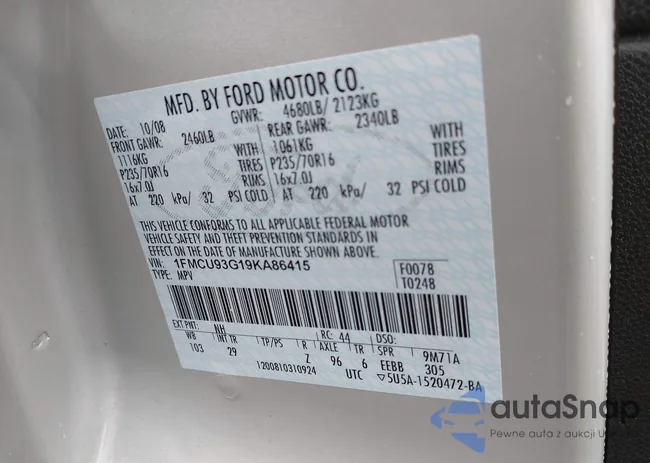 MFD. BY FORD MOTOR CO.
DATE: 10/08 GVWR: 4680LB/ 2123KG
FRONT GAWR: 2460LB REAR GAWR: 2340LB
1116KG 1061KG
P235/70R16 TIRES P235/70R16 TIRES
16x7.0J RIMS 16x7.0J RIMS
AT 220 kPa/ 32 PSI COLD AT 220 kPa/ 32 PSI COLD
THIS VEHICLE CONFORMS TO ALL APPLICABLE FEDERAL MOTOR
VEHICLE SAFETY AND THEFT PREVENTION STANDARDS IN
EFFECT ON THE DATE OF MANUFACTURE SHOWN ABOVE.
VIN: 1FMCU93G19KA86415 F0078
TYPE: MPV T0248
EXT PNT: NH RC: 44 DSO:
WB INT TR TP/PS R AXLE TR SPR 9M71A
103 29 Z 96 6 EEBB 305
1200810310924 UTC ▽5U5A-1520472-BA
autaSnap
Pewne auta z aukcji U